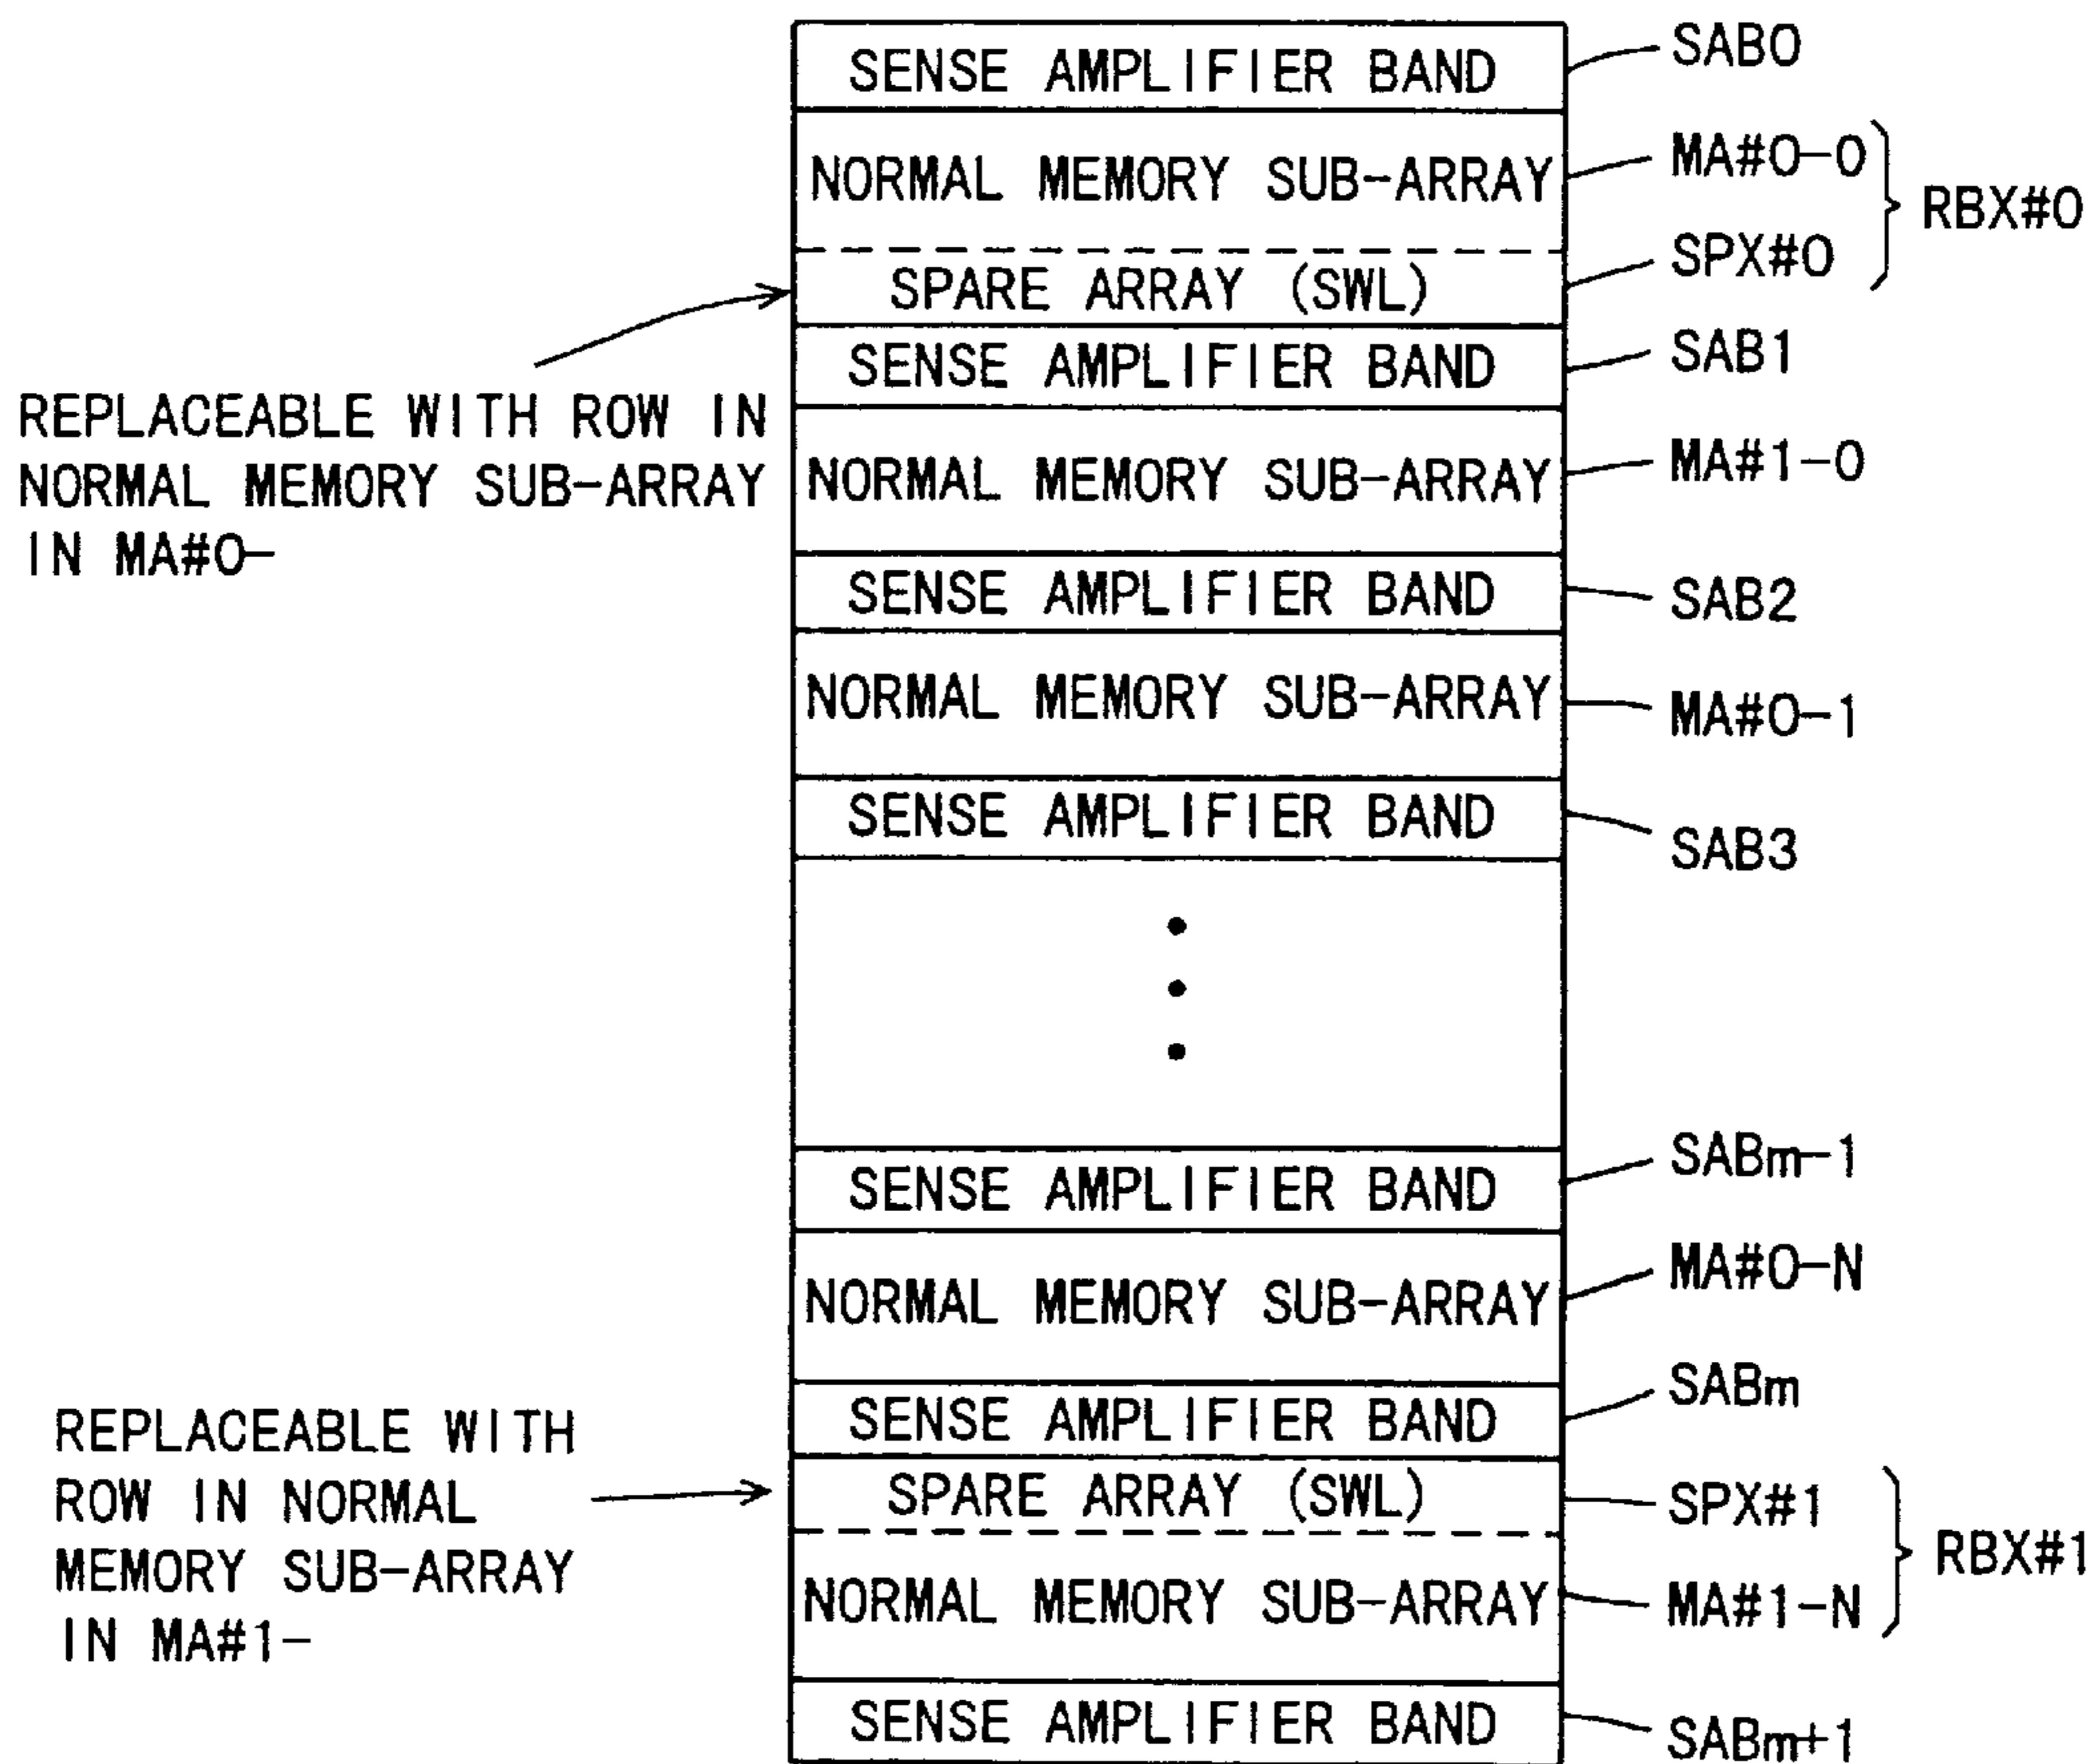 SENSE AMPLIFIER BAND
SAB0
NORMAL MEMORY SUB-ARRAY
MA#0-0
RBX#0
SPARE ARRAY (SWL)
SPX#0
SENSE AMPLIFIER BAND
SAB1
REPLACEABLE WITH ROW IN
NORMAL MEMORY SUB-ARRAY
IN MA#0-
NORMAL MEMORY SUB-ARRAY
MA#1-0
SENSE AMPLIFIER BAND
SAB2
NORMAL MEMORY SUB-ARRAY
MA#0-1
SENSE AMPLIFIER BAND
SAB3
SENSE AMPLIFIER BAND
SABm-1
NORMAL MEMORY SUB-ARRAY
MA#0-N
SENSE AMPLIFIER BAND
SABm
REPLACEABLE WITH
ROW IN NORMAL
MEMORY SUB-ARRAY
IN MA#1-
SPARE ARRAY (SWL)
SPX#1
RBX#1
NORMAL MEMORY SUB-ARRAY
MA#1-N
SENSE AMPLIFIER BAND
SABm+1